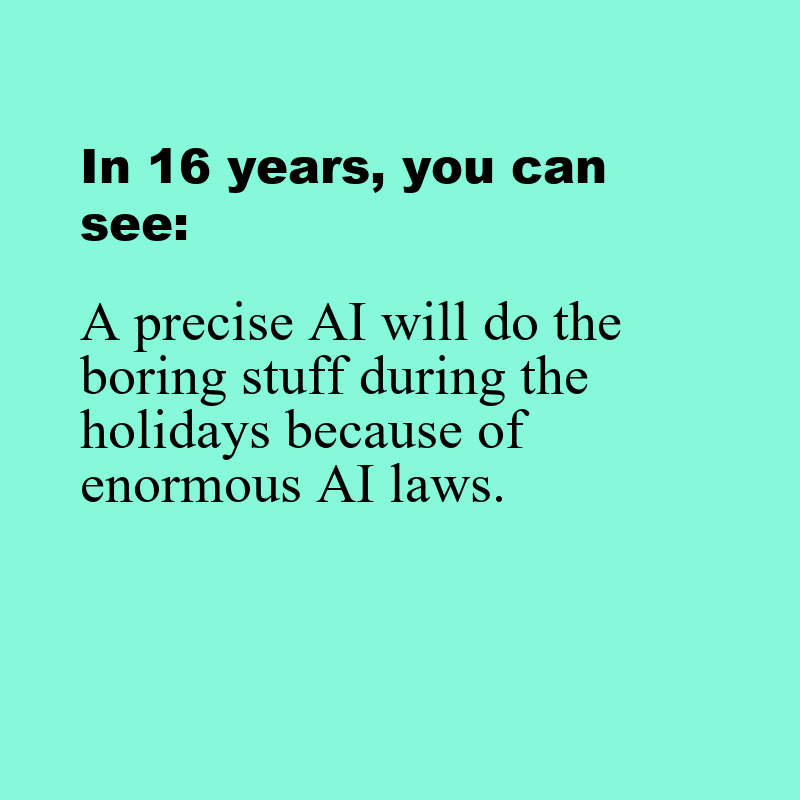 In 16 years, you can
see:
A precise AI will do the
boring stuff during the
holidays because of
enormous AI laws.